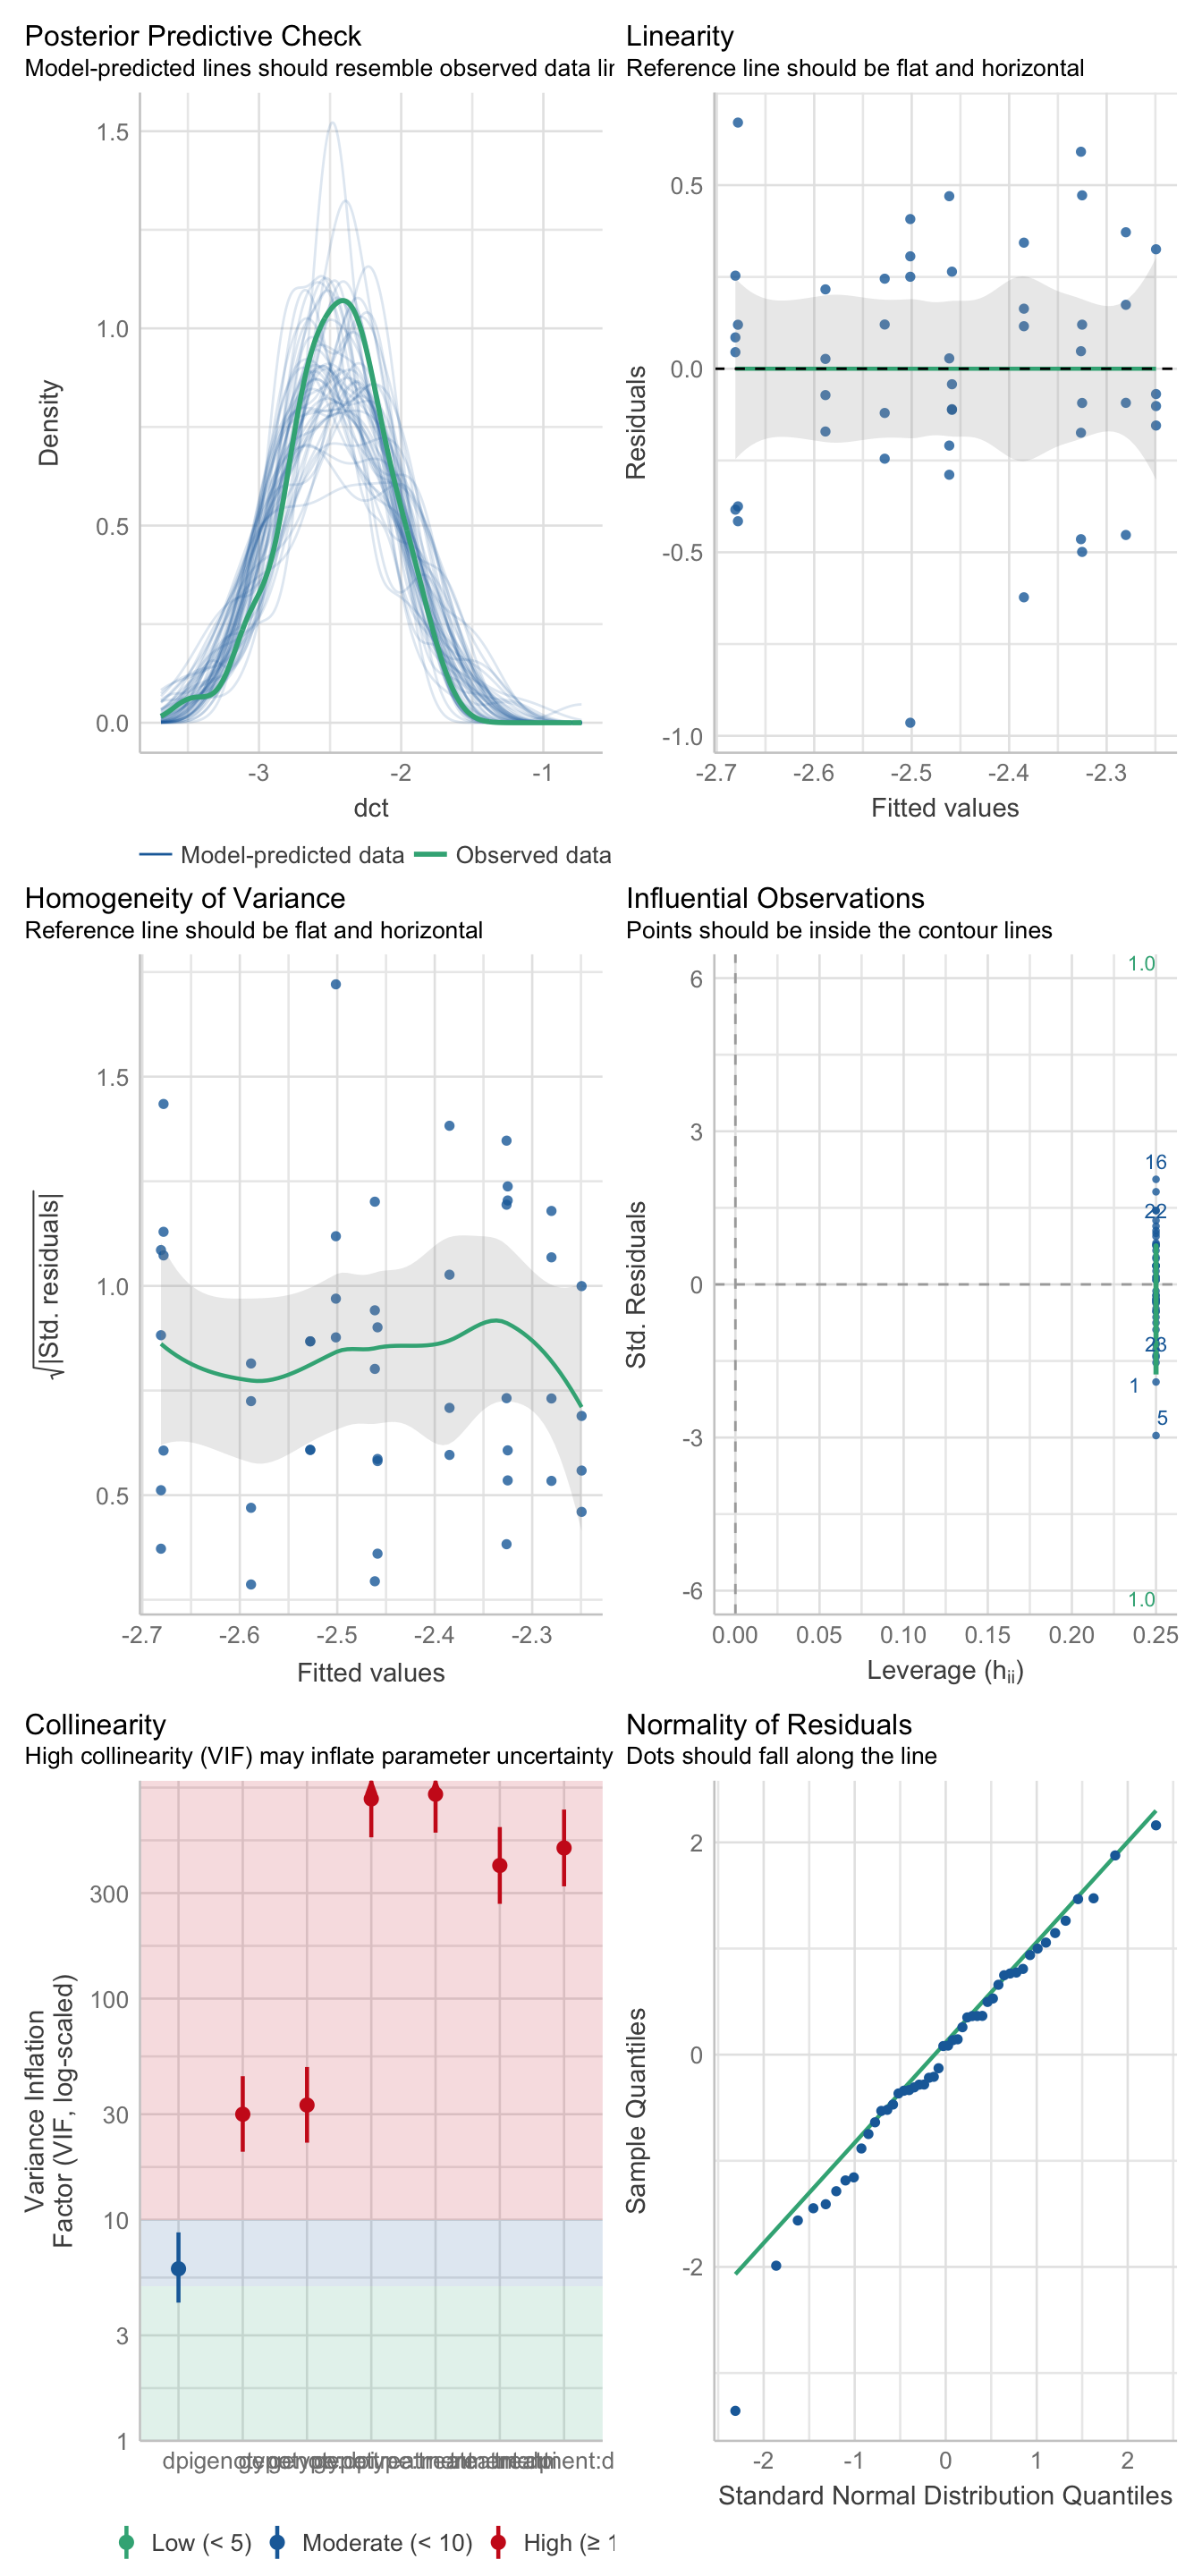 Posterior Predictive Check
Model-predicted lines should resemble observed data lin
1.5
1.0
0.5
0.0
Density
-3 -2 -1
dct
Model-predicted data Observed data
Linearity
Reference line should be flat and horizontal
0.5
0.0
-0.5
-1.0
Residuals
-2.7 -2.6 -2.5 -2.4 -2.3
Fitted values
Homogeneity of Variance
Reference line should be flat and horizontal
1.5
1.0
0.5
√|Std. residuals|
-2.7 -2.6 -2.5 -2.4 -2.3
Fitted values
Influential Observations
Points should be inside the contour lines
1.0
6
3
16
22
0
28
1
5
-3
-6
1.0
Std. Residuals
0.00 0.05 0.10 0.15 0.20 0.25
Leverage (hii)
Collinearity
High collinearity (VIF) may inflate parameter uncertainty
300
100
30
10
3
1
Variance Inflation
Factor (VIF, log-scaled)
Low (< 5) Moderate (< 10) High (≥ 1
Normality of Residuals
Dots should fall along the line
2
0
-2
Sample Quantiles
-2 -1 0 1 2
Standard Normal Distribution Quantiles